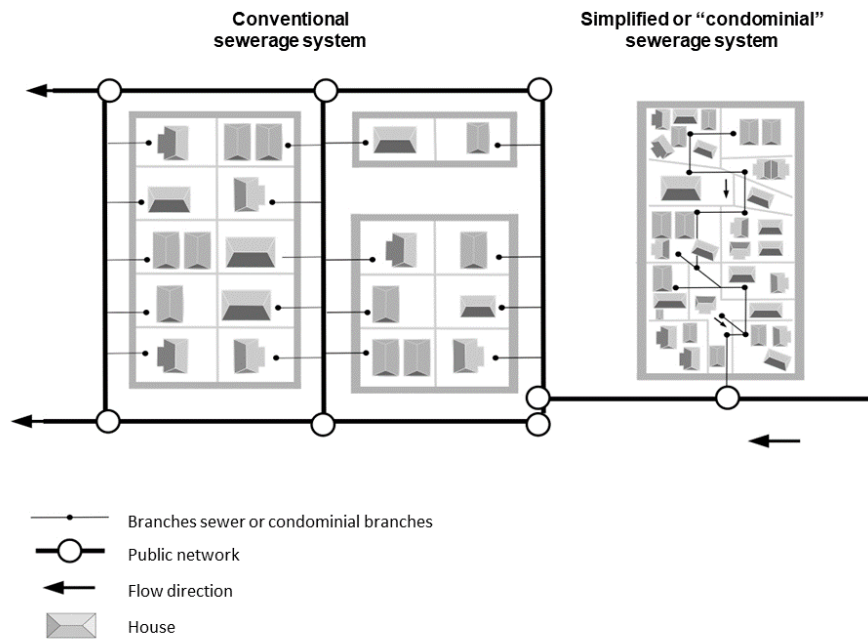 Conventional
sewerage system
Simplified or “condominial”
sewerage system
Branches sewer or condominial branches
Public network
Flow direction
House